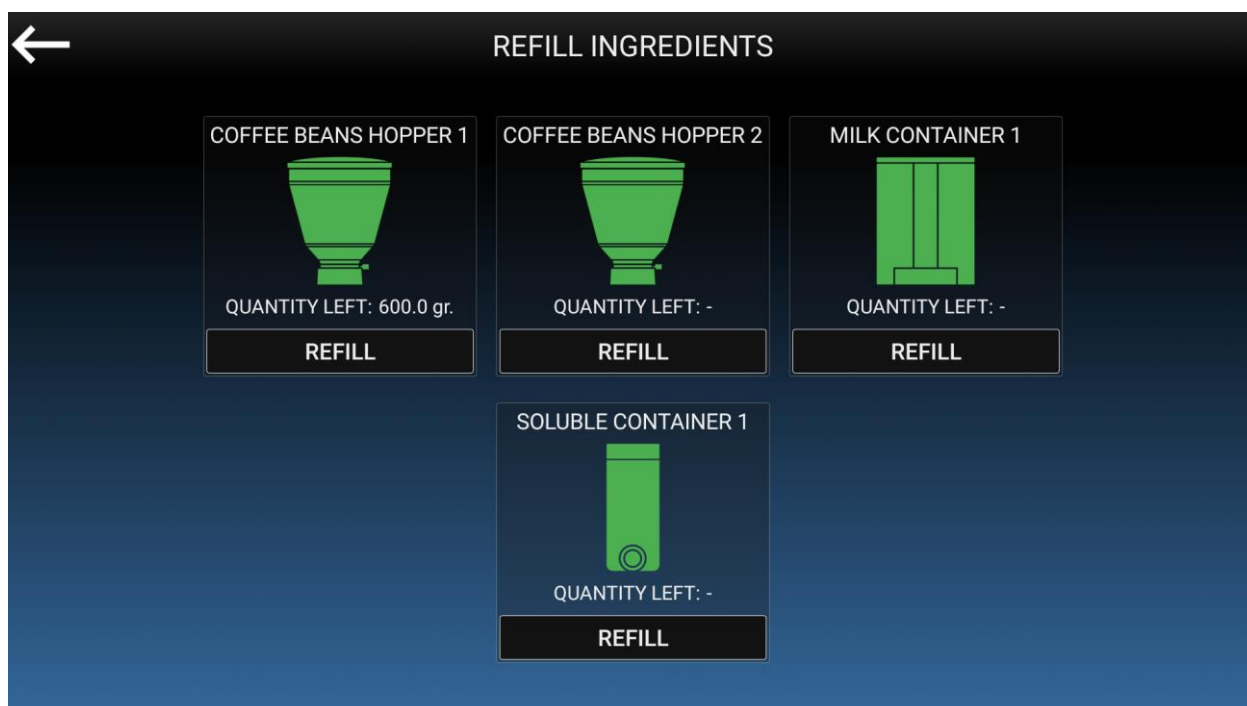 REFILL INGREDIENTS
COFFEE BEANS HOPPER 1
QUANTITY LEFT: 600.0 gr.
REFILL
COFFEE BEANS HOPPER 2
QUANTITY LEFT: -
REFILL
MILK CONTAINER 1
QUANTITY LEFT: -
REFILL
SOLUBLE CONTAINER 1
QUANTITY LEFT: -
REFILL